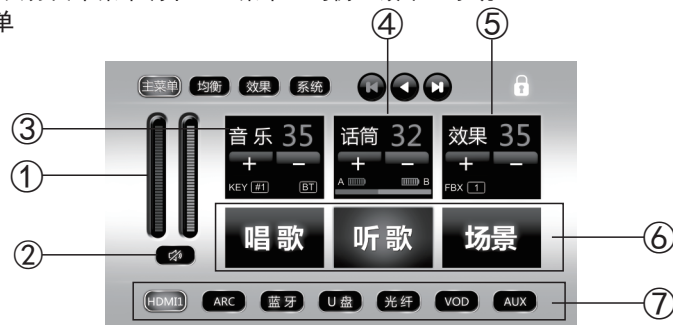 单
④ ⑤
主菜单 均衡 效果 系统
③ 音乐 35 话筒 32 效果 35
+ − + − + −
① KEY #1 BT A B FBX 1
唱歌 听歌 场景 ⑥
②
HDMI1 ARC 蓝牙 U盘 光纤 VOD AUX ⑦